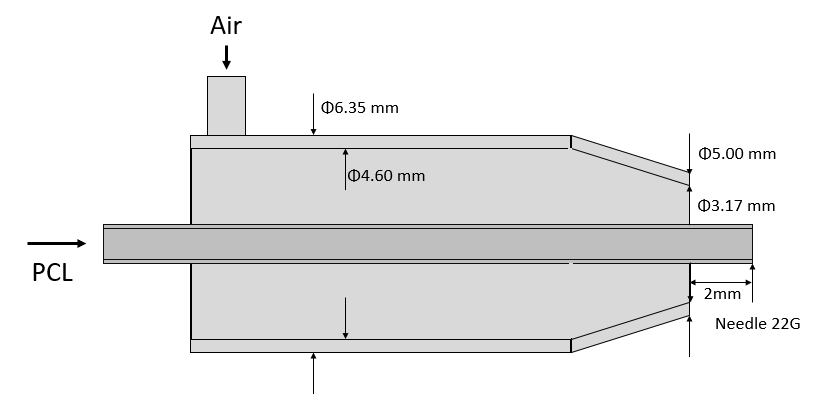 Air
Φ6.35 mm
Φ5.00 mm
Φ4.60 mm
Φ3.17 mm
PCL
2mm
Needle 22G